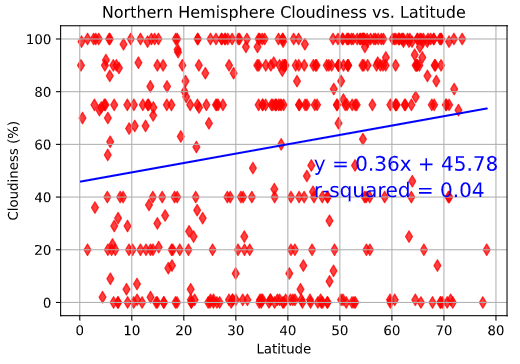 Northern Hemisphere Cloudiness vs. Latitude
Cloudiness (%)
100
80
60
40
20
0
y = 0.36x + 45.78
r-squared = 0.04
0 10 20 30 40 50 60 70 80
Latitude